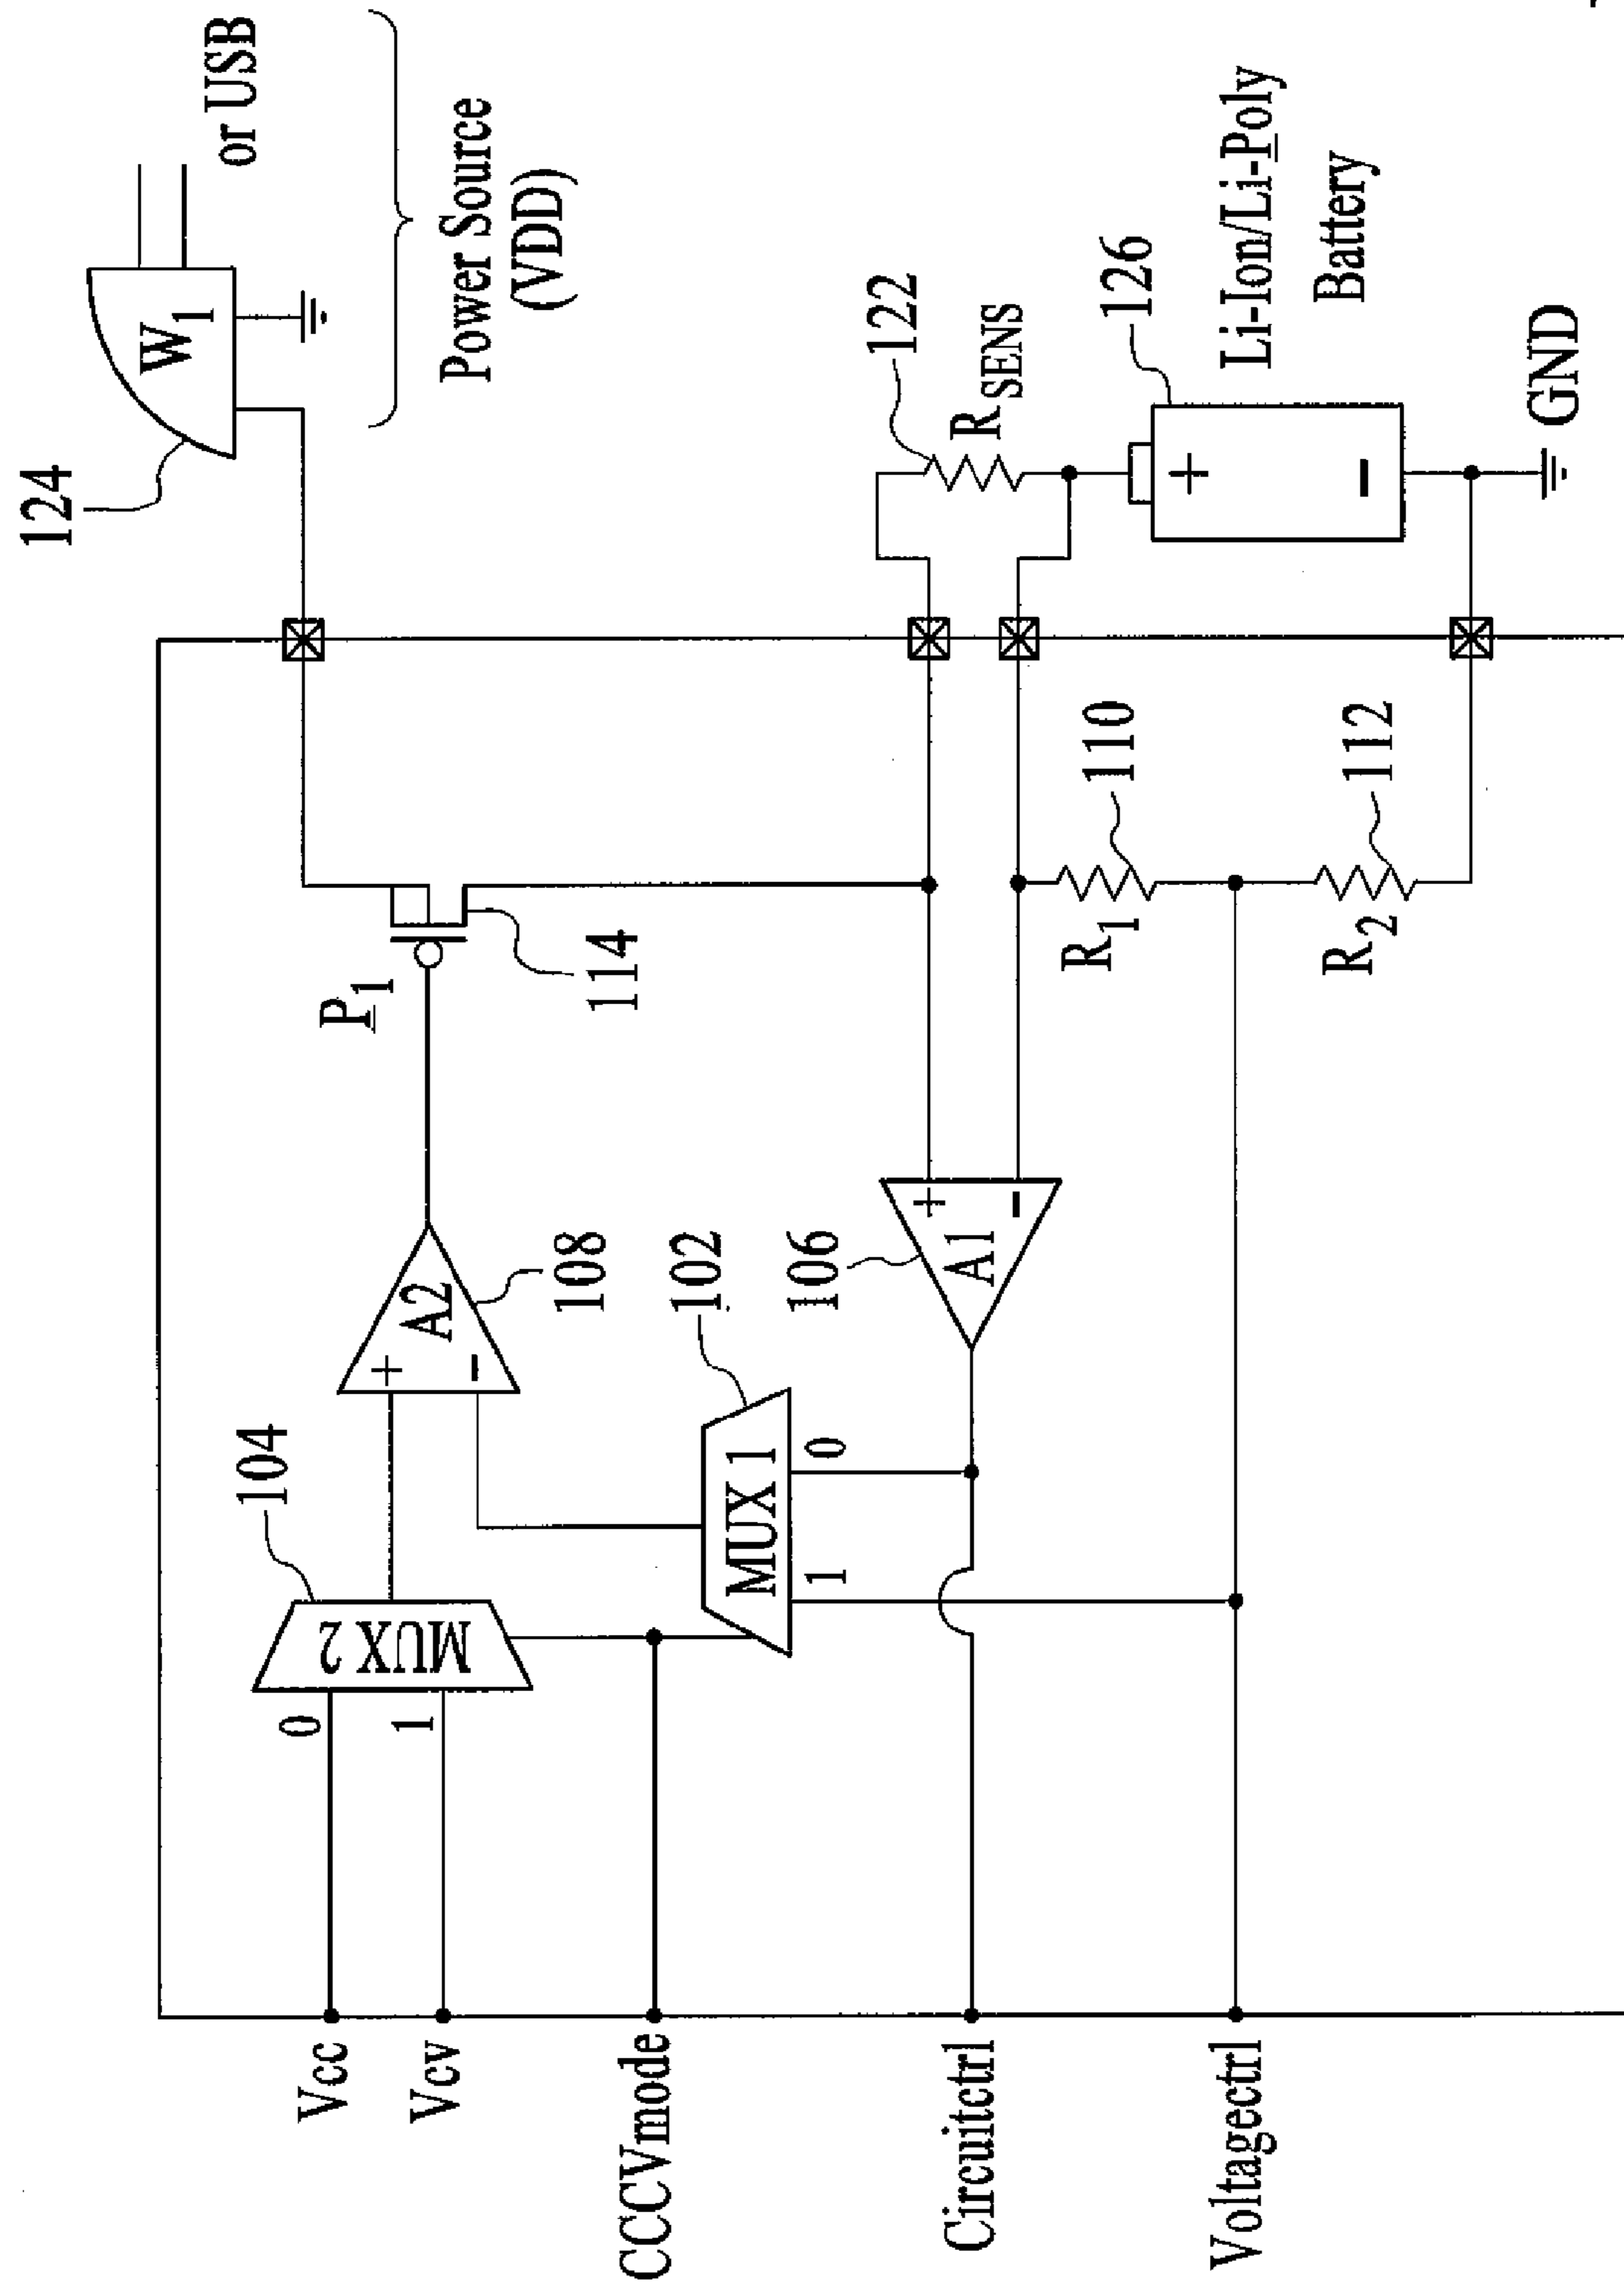 124
W1
or USB
Power Source
(VDD)
104
Vcc
0
Vcv
1
MUX 2
+
-
A2
108
P1
114
CCCVmode
102
MUX 1
1
0
106
A1
+
-
122
RSENS
Circuitctrl
R1
110
126
+
-
Li-Ion/Li-Poly
Battery
Voltagectrl
R2
112
GND